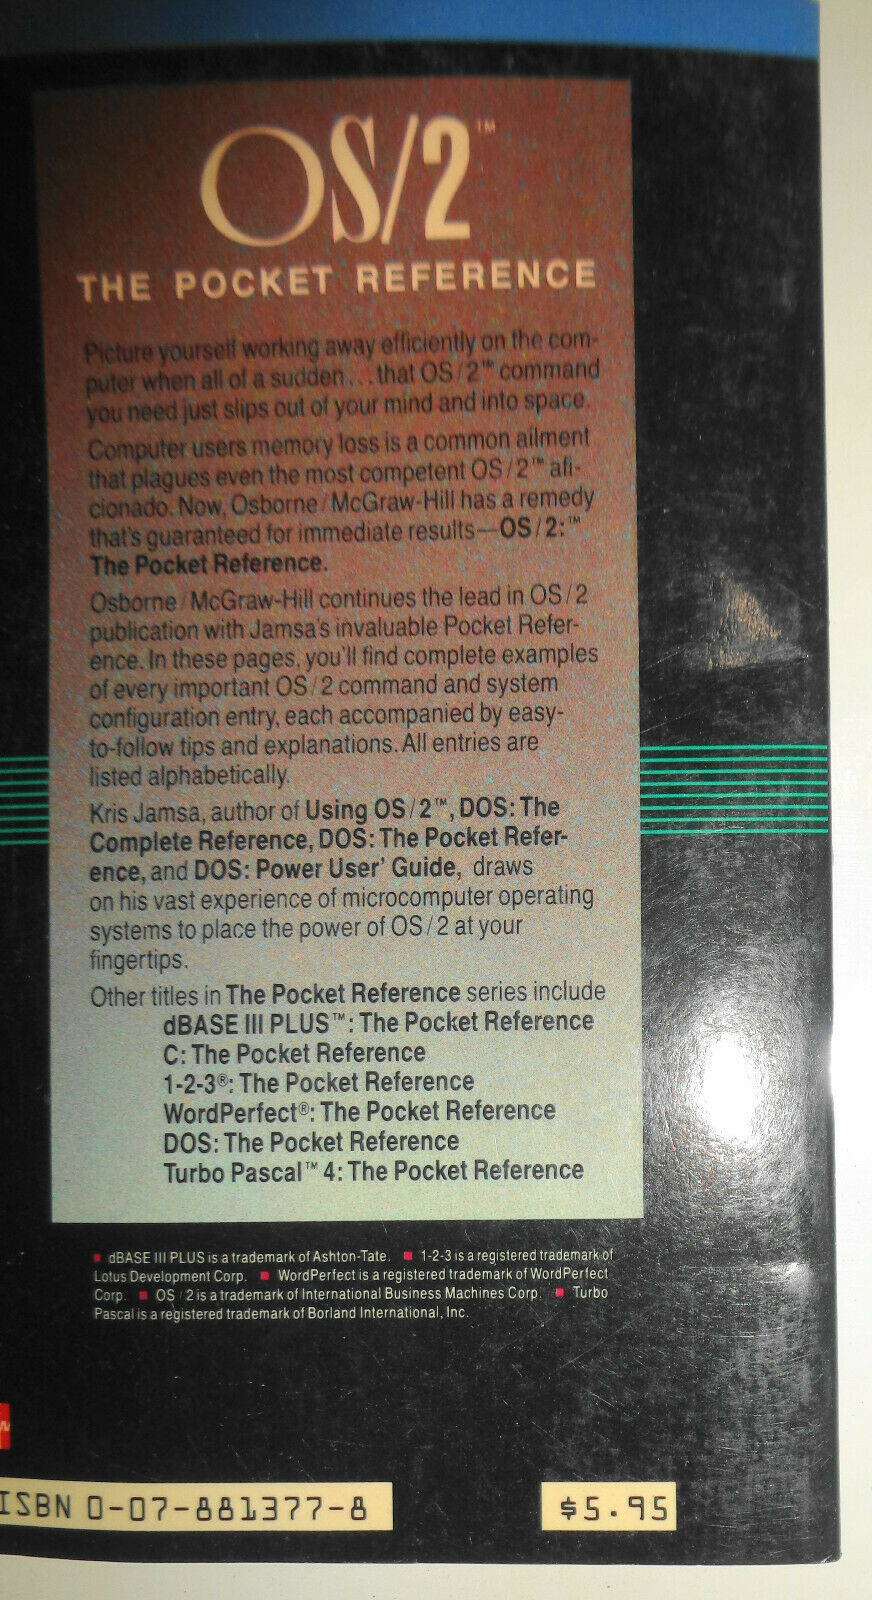 OS/2™
THE POCKET REFERENCE
Picture yourself working away efficiently on the com-
puter when all of a sudden...that OS/2™ command
you need just slips out of your mind and into space.
Computer users memory loss is a common ailment
that plagues even the most competent OS/2™ afi-
cionado. Now, Osborne/McGraw-Hill has a remedy
that's guaranteed for immediate results—OS/2:™
The Pocket Reference.
Osborne/McGraw-Hill continues the lead in OS/2
publication with Jamsa's invaluable Pocket Refer-
ence. In these pages, you'll find complete examples
of every important OS/2 command and system
configuration entry, each accompanied by easy-
to-follow tips and explanations. All entries are
listed alphabetically.
Kris Jamsa, author of Using OS/2™, DOS: The
Complete Reference, DOS: The Pocket Refer-
ence, and DOS: Power User' Guide, draws
on his vast experience of microcomputer operating
systems to place the power of OS/2 at your
fingertips.
Other titles in The Pocket Reference series include
dBASE III PLUS™: The Pocket Reference
C: The Pocket Reference
1-2-3®: The Pocket Reference
WordPerfect®: The Pocket Reference
DOS: The Pocket Reference
Turbo Pascal™ 4: The Pocket Reference
▪ dBASE III PLUS is a trademark of Ashton-Tate. ▪ 1-2-3 is a registered trademark of
Lotus Development Corp. ▪ WordPerfect is a registered trademark of WordPerfect
Corp. ▪ OS/2 is a trademark of International Business Machines Corp. ▪ Turbo
Pascal is a registered trademark of Borland International, Inc.
ISBN 0-07-881377-8
$5.95